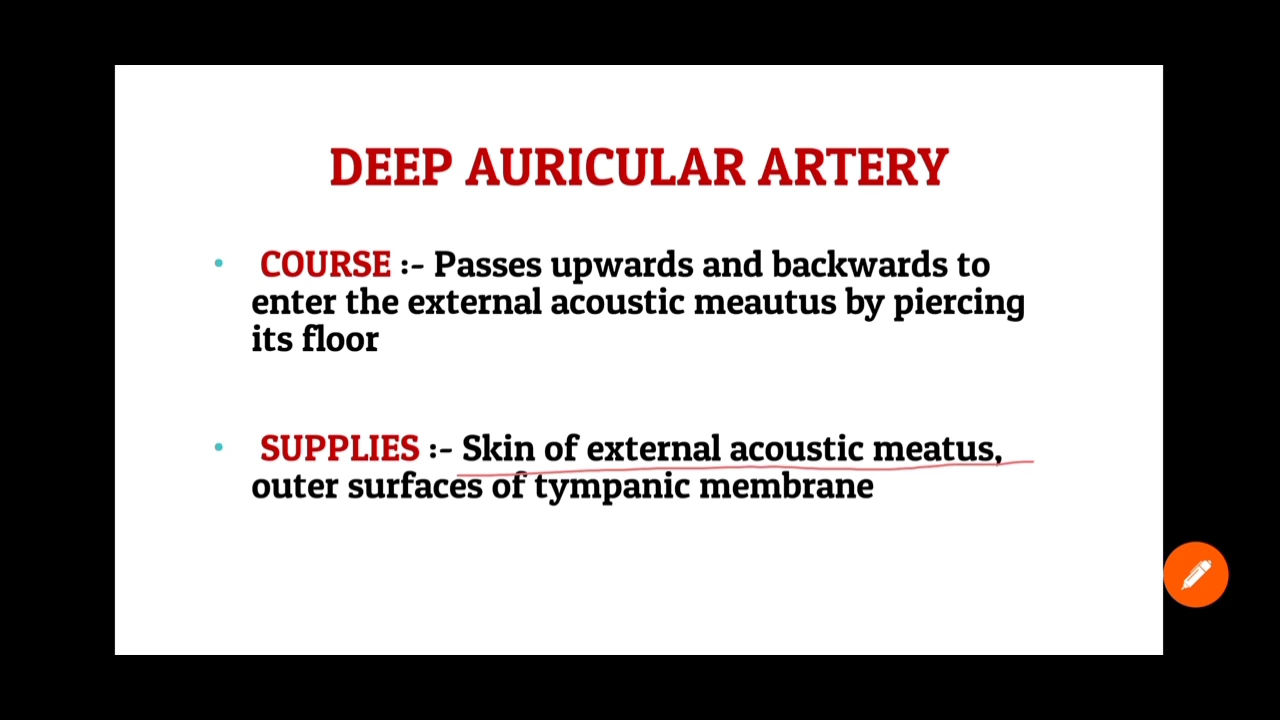 DEEP AURICULAR ARTERY
• COURSE :- Passes upwards and backwards to
enter the external acoustic meautus by piercing
its floor
• SUPPLIES :- Skin of external acoustic meatus,
outer surfaces of tympanic membrane